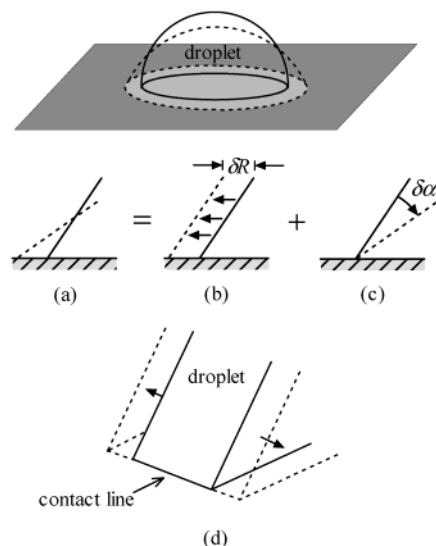 droplet
δR
δα
=
+
(a)
(b)
(c)
droplet
contact line
(d)